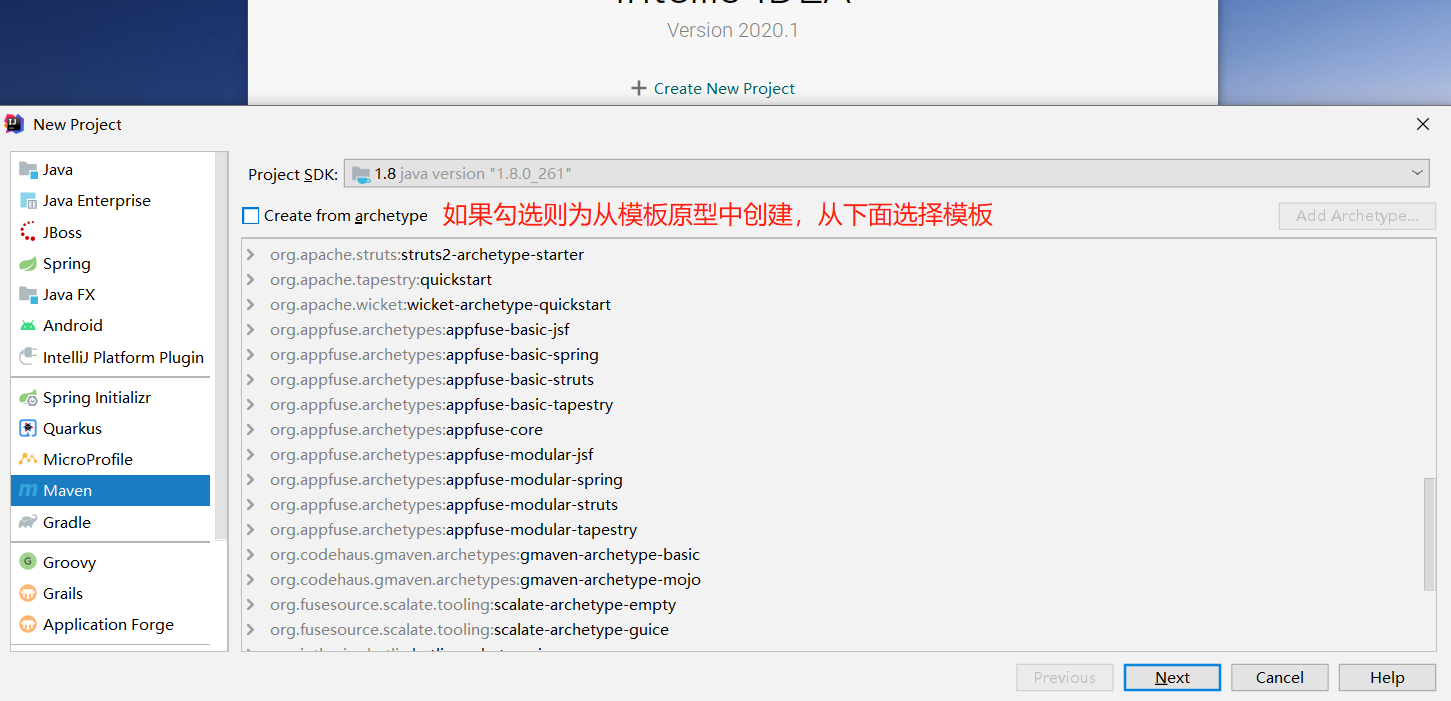 IntelliJ IDEA
Version 2020.1
Create New Project
New Project
Java
Java Enterprise
JBoss
Spring
Java FX
Android
IntelliJ Platform Plugin
Spring Initializr
Quarkus
MicroProfile
Maven
Gradle
Groovy
Grails
Application Forge
Project SDK: 1.8 java version "1.8.0_261"
Create from archetype 如果勾选则为从模板原型中创建，从下面选择模板 Add Archetype...
org.apache.struts:struts2-archetype-starter
org.apache.tapestry:quickstart
org.apache.wicket:wicket-archetype-quickstart
org.appfuse.archetypes:appfuse-basic-jsf
org.appfuse.archetypes:appfuse-basic-spring
org.appfuse.archetypes:appfuse-basic-struts
org.appfuse.archetypes:appfuse-basic-tapestry
org.appfuse.archetypes:appfuse-core
org.appfuse.archetypes:appfuse-modular-jsf
org.appfuse.archetypes:appfuse-modular-spring
org.appfuse.archetypes:appfuse-modular-struts
org.appfuse.archetypes:appfuse-modular-tapestry
org.codehaus.gmaven.archetypes:gmaven-archetype-basic
org.codehaus.gmaven.archetypes:gmaven-archetype-mojo
org.fusesource.scalate.tooling:scalate-archetype-empty
org.fusesource.scalate.tooling:scalate-archetype-guice
Previous Next Cancel Help